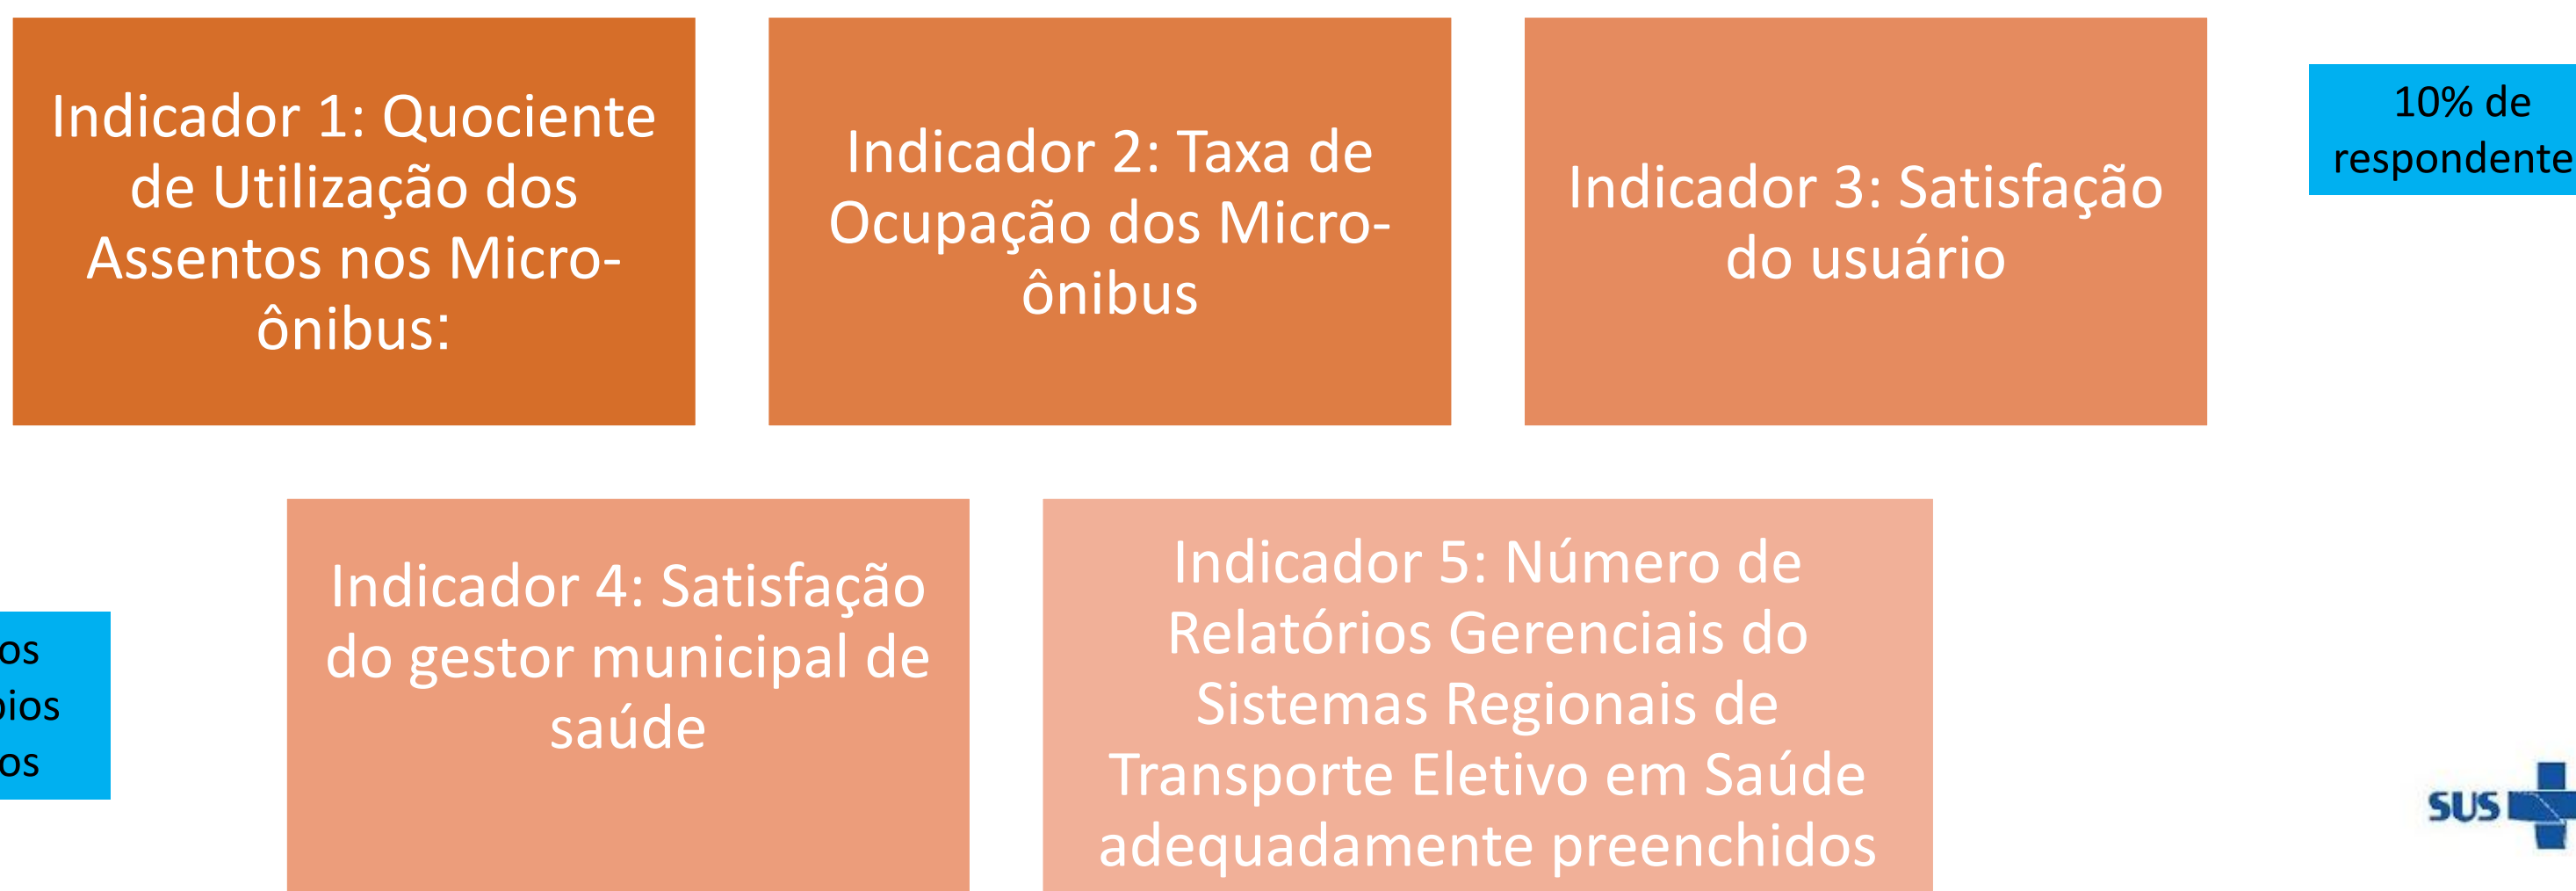 Indicador 1: Quociente
de Utilização dos
Assentos nos Micro-
ônibus:
Indicador 2: Taxa de
Ocupação dos Micro-
ônibus
Indicador 3: Satisfação
do usuário
10% de
respondente
Indicador 4: Satisfação
do gestor municipal de
saúde
Indicador 5: Número de
Relatórios Gerenciais do
Sistemas Regionais de
Transporte Eletivo em Saúde
adequadamente preenchidos
SUS